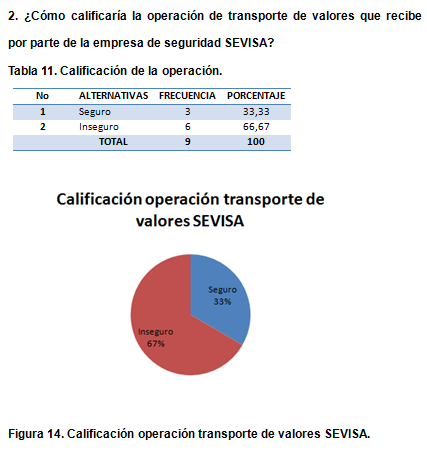 2. ¿Cómo calificaría la operación de transporte de valores que recibe
por parte de la empresa de seguridad SEVISA?
Tabla 11. Calificación de la operación.
No ALTERNATIVAS FRECUENCIA PORCENTAJE
1 Seguro 3 33,33
2 Inseguro 6 66,67
TOTAL 9 100
Calificación operación transporte de
valores SEVISA
Seguro
33%
Inseguro
67%
Figura 14. Calificación operación transporte de valores SEVISA.